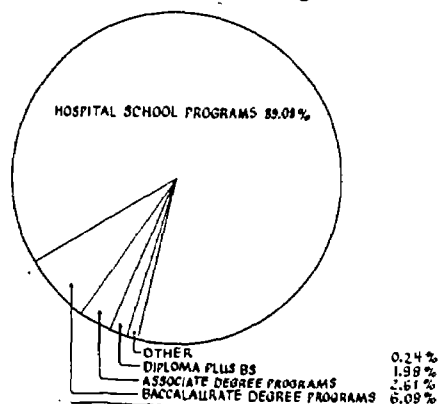 HOSPITAL SCHOOL PROGRAMS 89.08%
OTHER 0.24%
DIPLOMA PLUS BS 1.98%
ASSOCIATE DEGREE PROGRAMS 2.61%
BACCALAURATE DEGREE PROGRAMS 6.09%